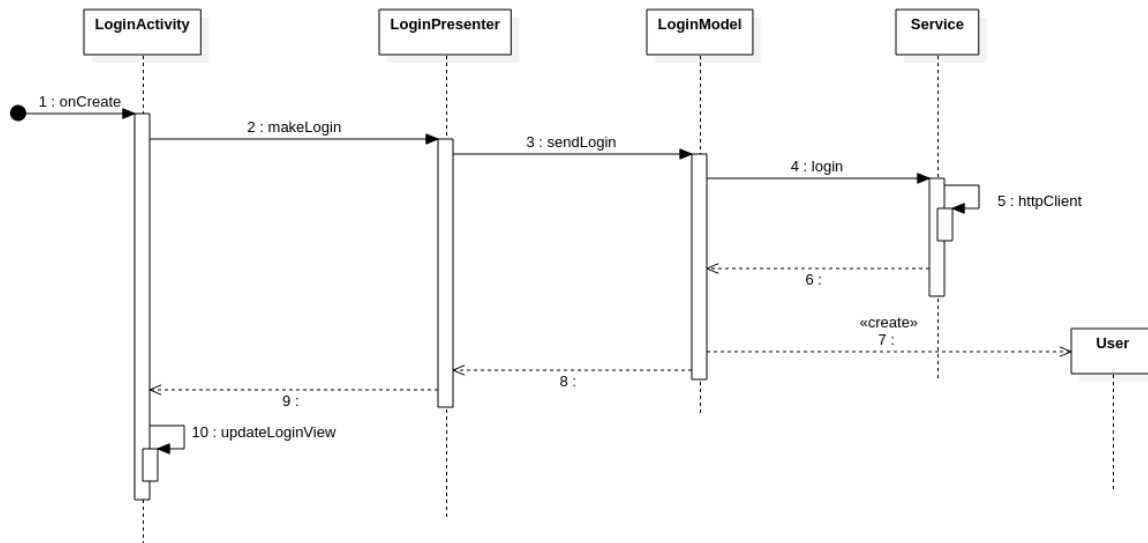 LoginActivity
LoginPresenter
LoginModel
Service
1 : onCreate
2 : makeLogin
3 : sendLogin
4 : login
5 : httpClient
6 :
«create»
7 :
User
8 :
9 :
10 : updateLoginView